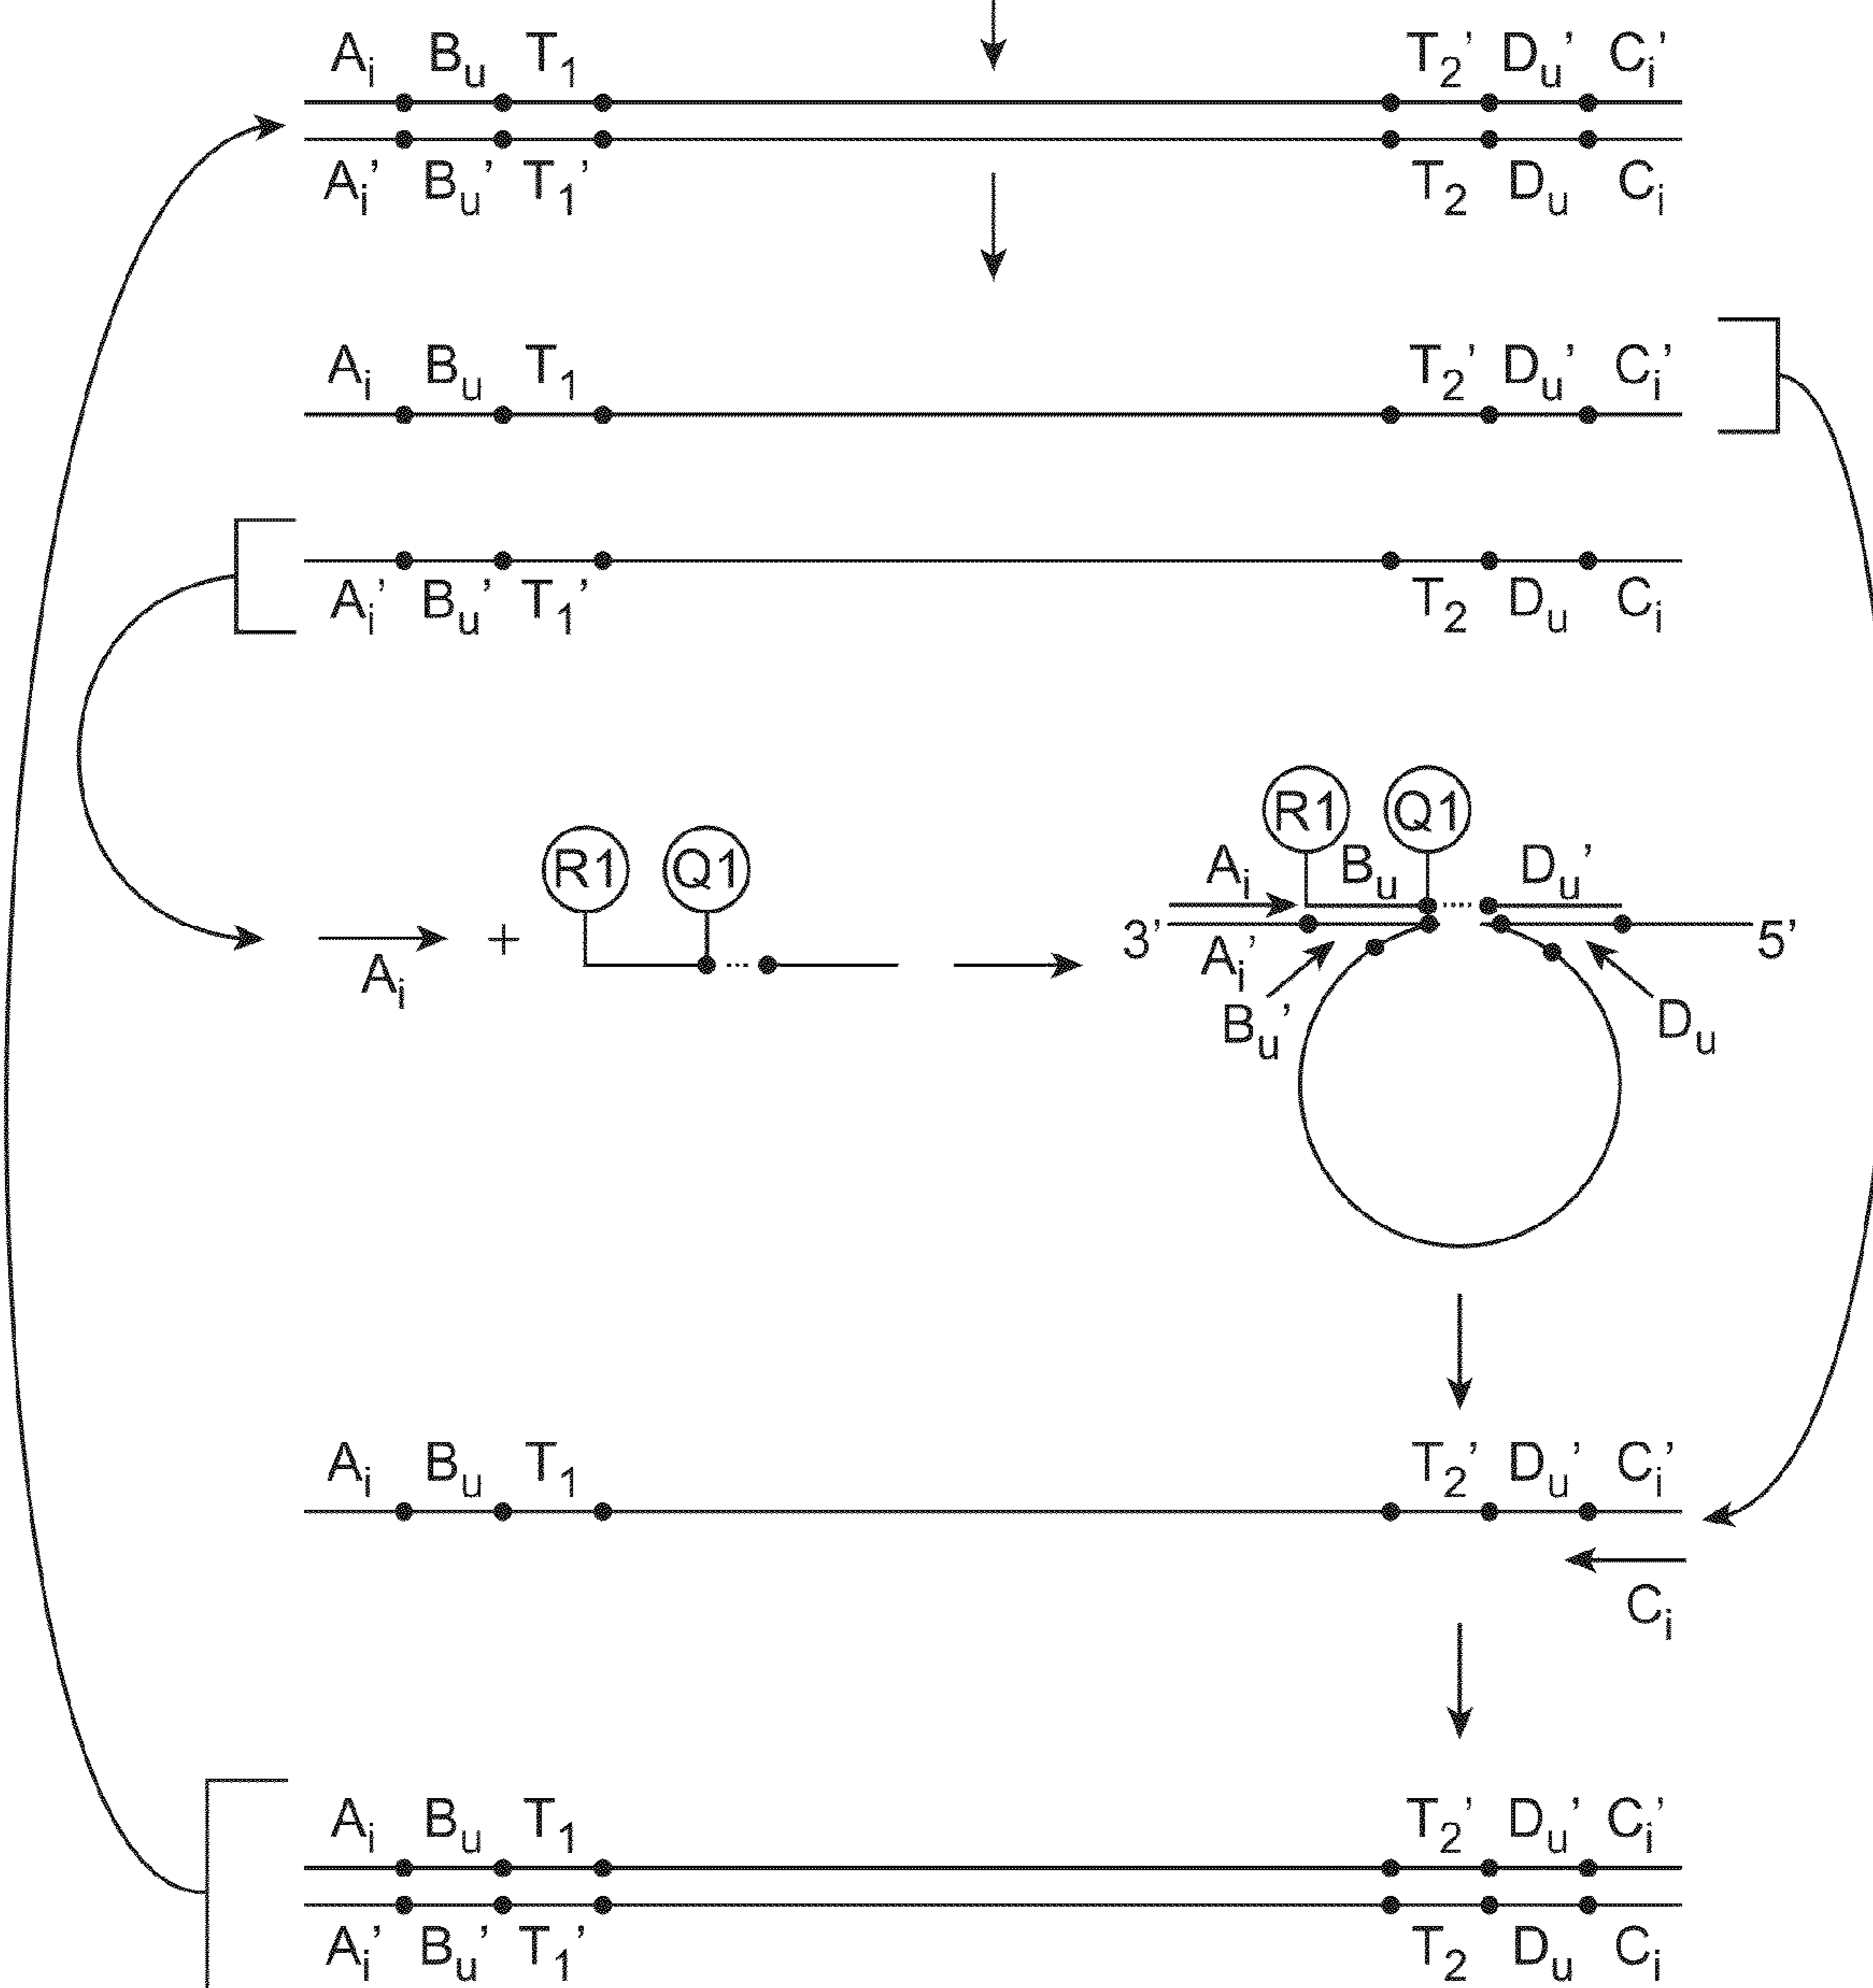 Aᵢ Bᵤ T₁ T₂’ Dᵤ’ Cᵢ’
Aᵢ’ Bᵤ’ T₁’ T₂ Dᵤ Cᵢ
Aᵢ Bᵤ T₁ T₂’ Dᵤ’ Cᵢ’
Aᵢ’ Bᵤ’ T₁’ T₂ Dᵤ Cᵢ
R1 Q1
R1 Q1
Aᵢ Bᵤ Dᵤ’
Aᵢ +
3’ Aᵢ’ 5’
Bᵤ’ Dᵤ
Aᵢ Bᵤ T₁ T₂’ Dᵤ’ Cᵢ’
Cᵢ
Aᵢ Bᵤ T₁ T₂’ Dᵤ’ Cᵢ’
Aᵢ’ Bᵤ’ T₁’ T₂ Dᵤ Cᵢ